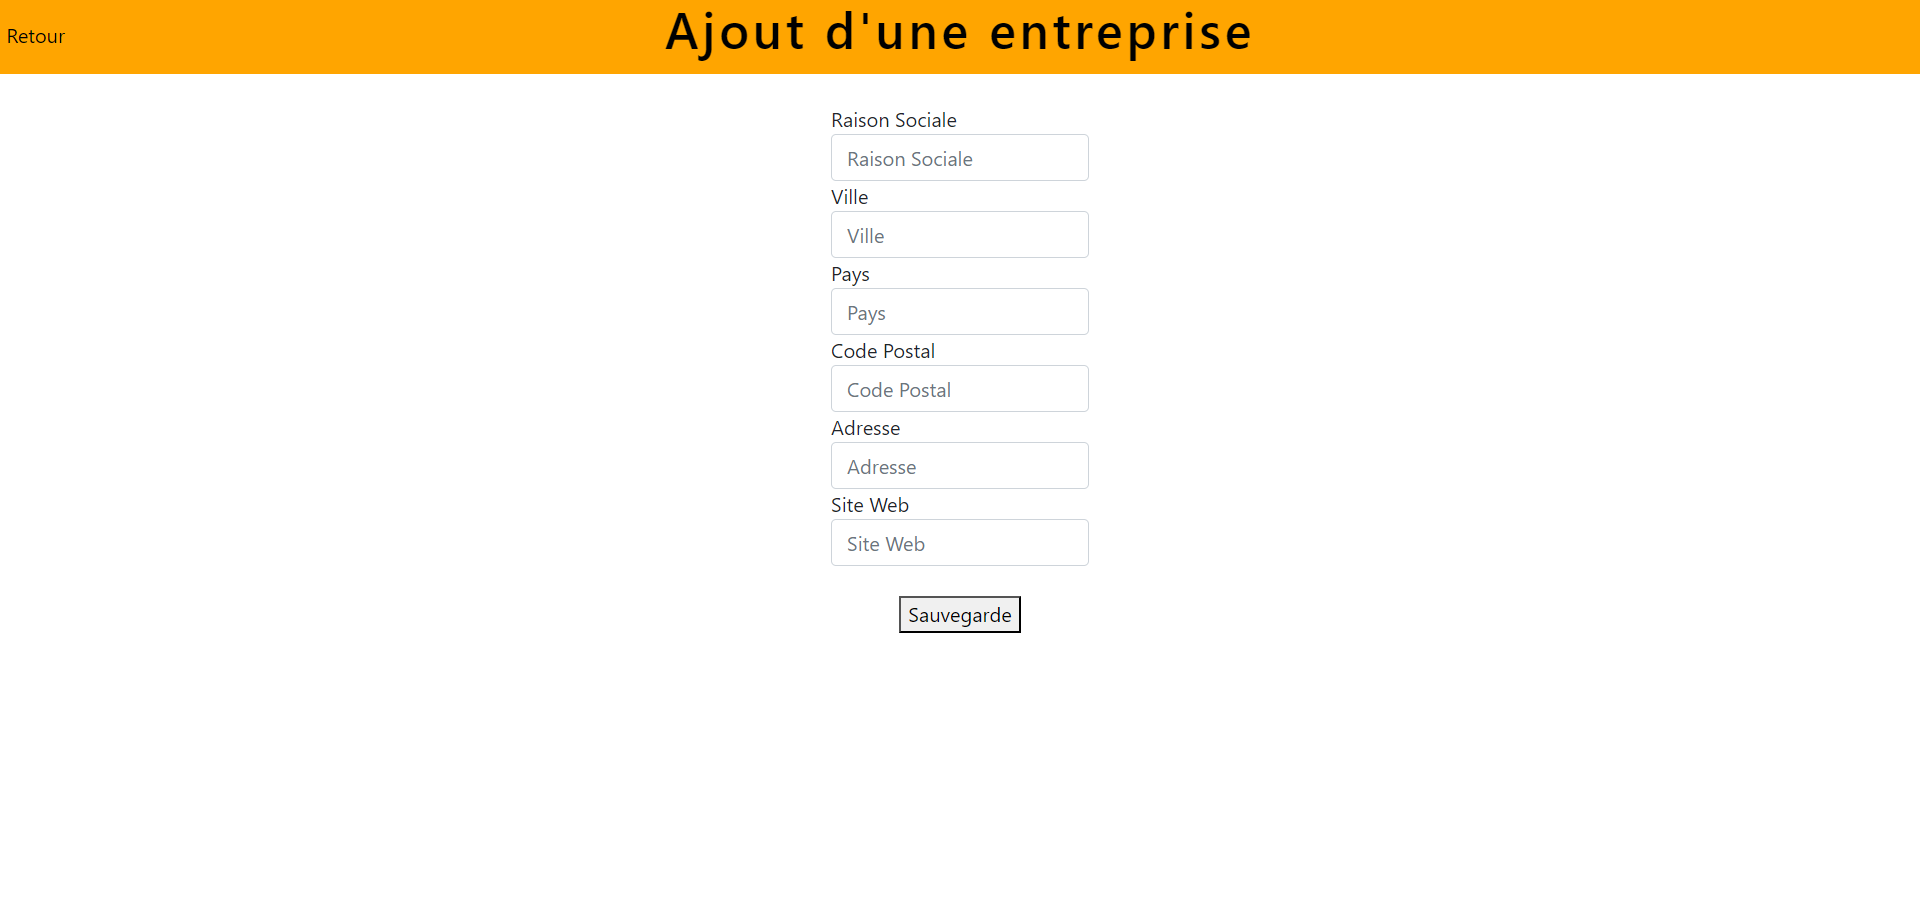 Retour
Ajout d'une entreprise
Raison Sociale
Raison Sociale
Ville
Ville
Pays
Pays
Code Postal
Code Postal
Adresse
Adresse
Site Web
Site Web
Sauvegarde